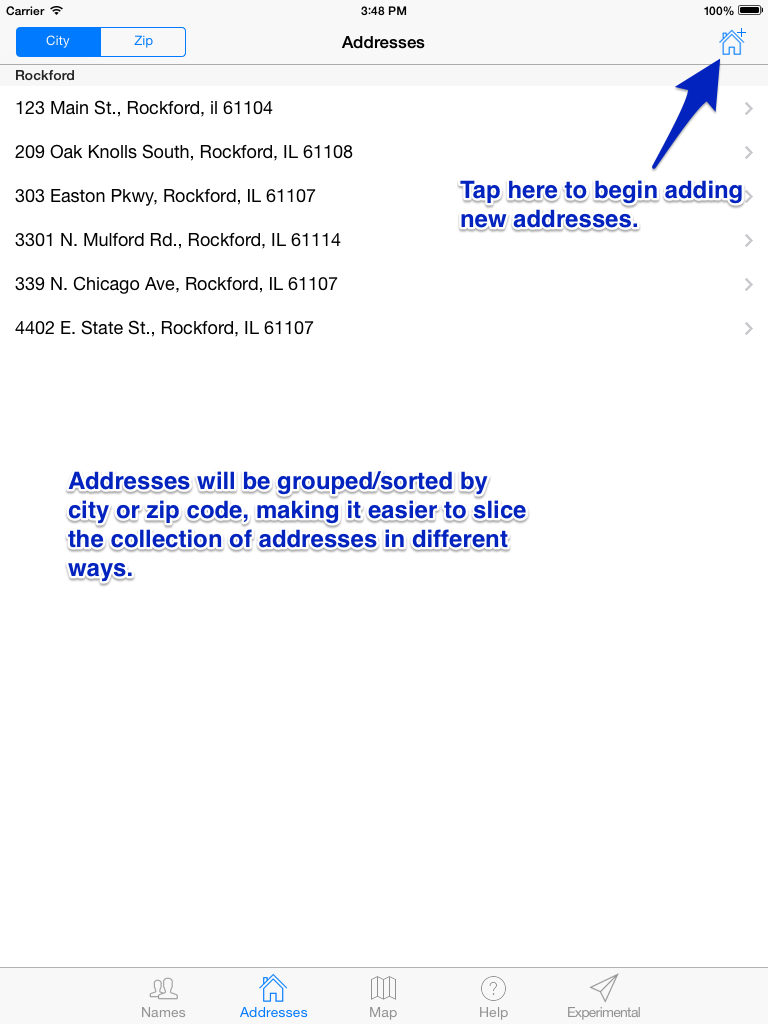 Carrier 3:48 PM 100%
City Zip Addresses
Rockford
123 Main St., Rockford, il 61104
209 Oak Knolls South, Rockford, IL 61108
303 Easton Pkwy, Rockford, IL 61107
Tap here to begin adding
new addresses.
3301 N. Mulford Rd., Rockford, IL 61114
339 N. Chicago Ave, Rockford, IL 61107
4402 E. State St., Rockford, IL 61107
Addresses will be grouped/sorted by
city or zip code, making it easier to slice
the collection of addresses in different
ways.
Names Addresses Map Help Experimental